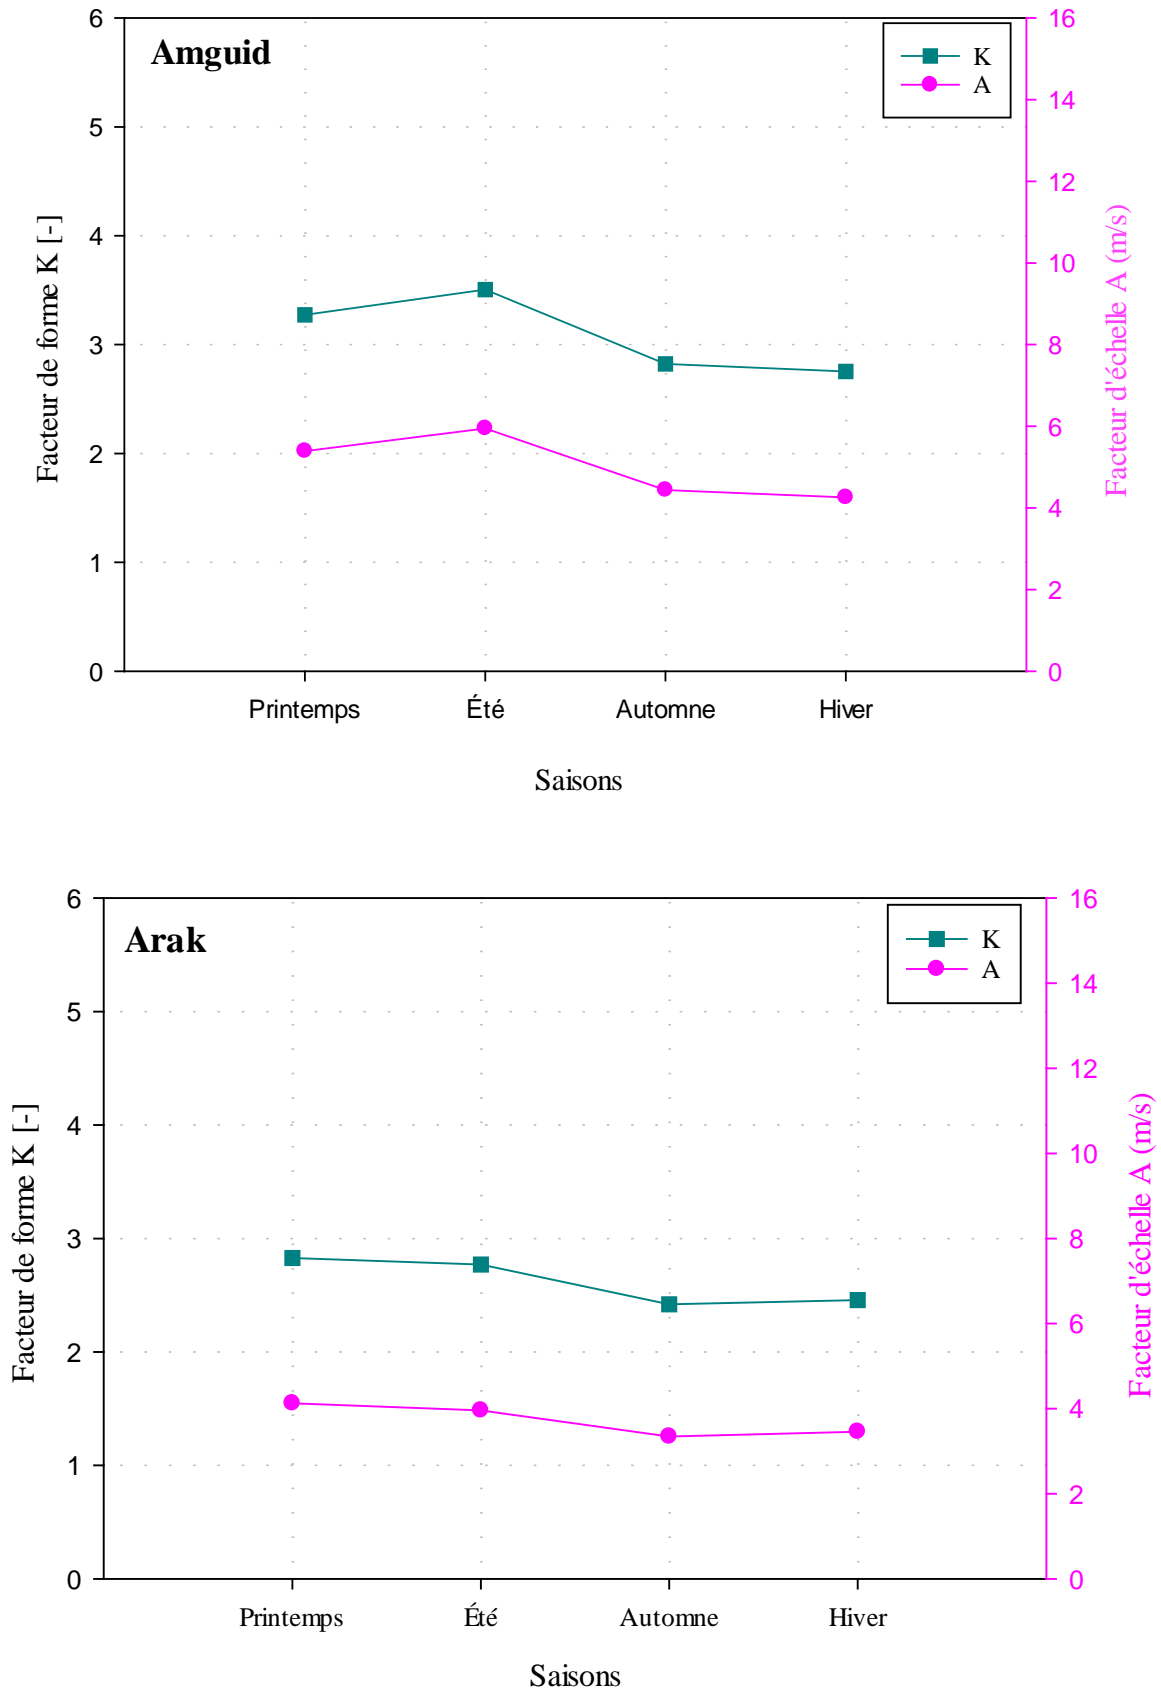 Amguid
K
A
6
5
4
3
2
1
0
16
14
12
10
8
6
4
2
0
Facteur de forme K [-]
Facteur d'échelle A (m/s)
Printemps Été Automne Hiver
Saisons
Arak
K
A
6
5
4
3
2
1
0
16
14
12
10
8
6
4
2
0
Facteur de forme K [-]
Facteur d'échelle A (m/s)
Printemps Été Automne Hiver
Saisons